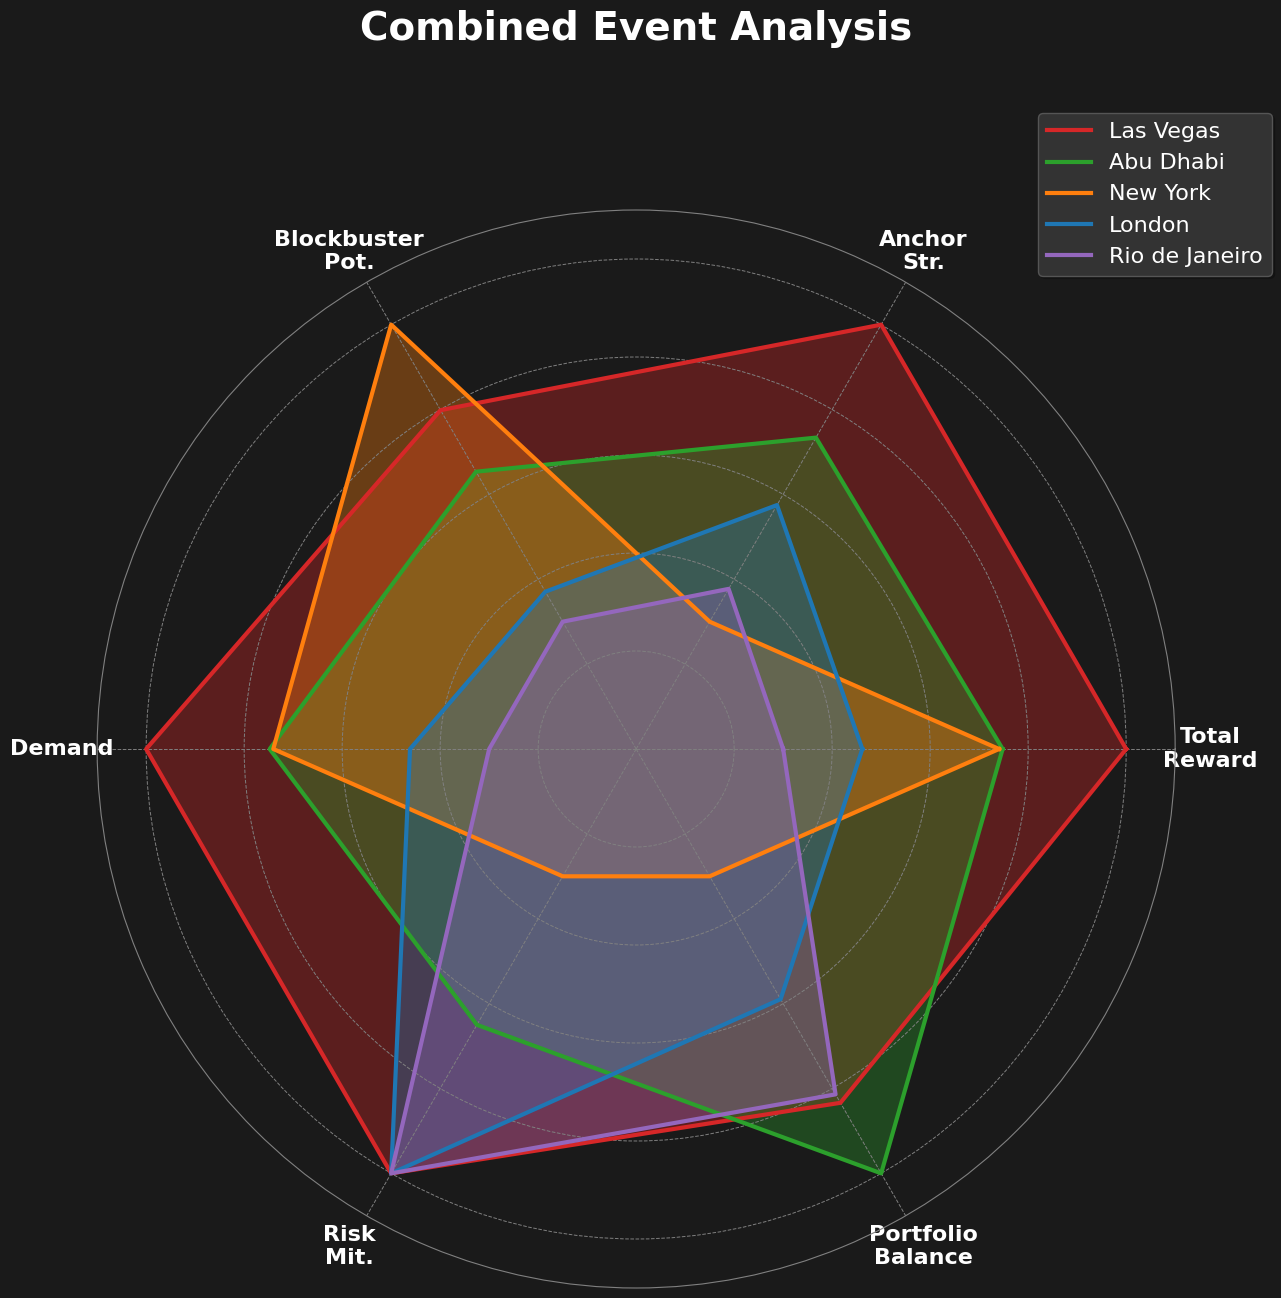 Combined Event Analysis
Las Vegas
Abu Dhabi
New York
London
Rio de Janeiro
Blockbuster
Pot.
Anchor
Str.
Demand
Total
Reward
Risk
Mit.
Portfolio
Balance